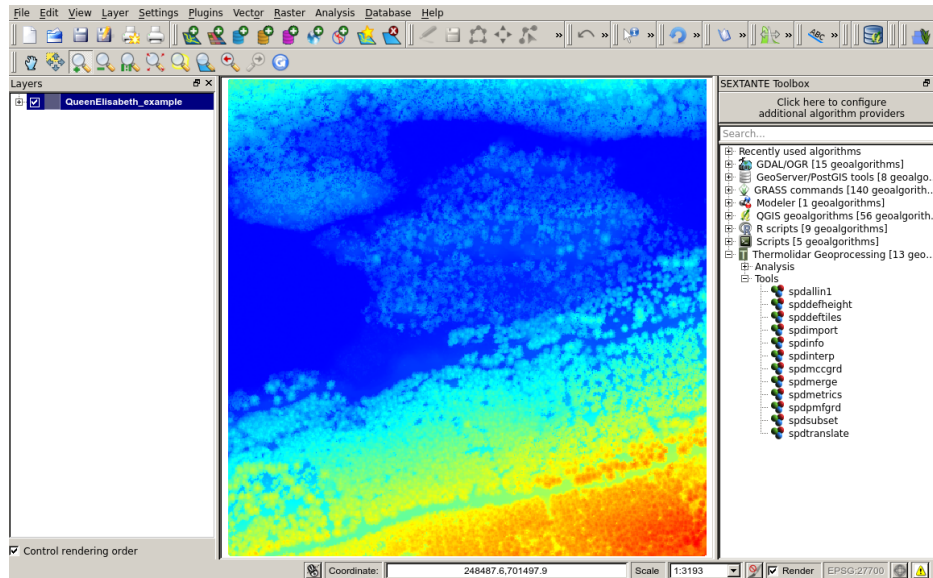 File Edit View Layer Settings Plugins Vector Raster Analysis Database Help
Layers
QueenElisabeth_example
Control rendering order
SEXTANTE Toolbox
Click here to configure
additional algorithm providers
Search...
Recently used algorithms
GDAL/OGR [15 geoalgorithms]
GeoServer/PostGIS tools [8 geoalgo..
GRASS commands [140 geoalgorith..
Modeler [1 geoalgorithms]
QGIS geoalgorithms [56 geoalgorith..
R scripts [9 geoalgorithms]
Scripts [5 geoalgorithms]
Thermolidar Geoprocessing [13 geo...
Analysis
Tools
spdallin1
spddefheight
spddeftiles
spdimport
spdinfo
spdinterp
spdmccgrd
spdmerge
spdmetrics
spdpmfgrd
spdsubset
spdtranslate
Coordinate: 248487.6,701497.9 Scale 1:3193 Render EPSG:27700